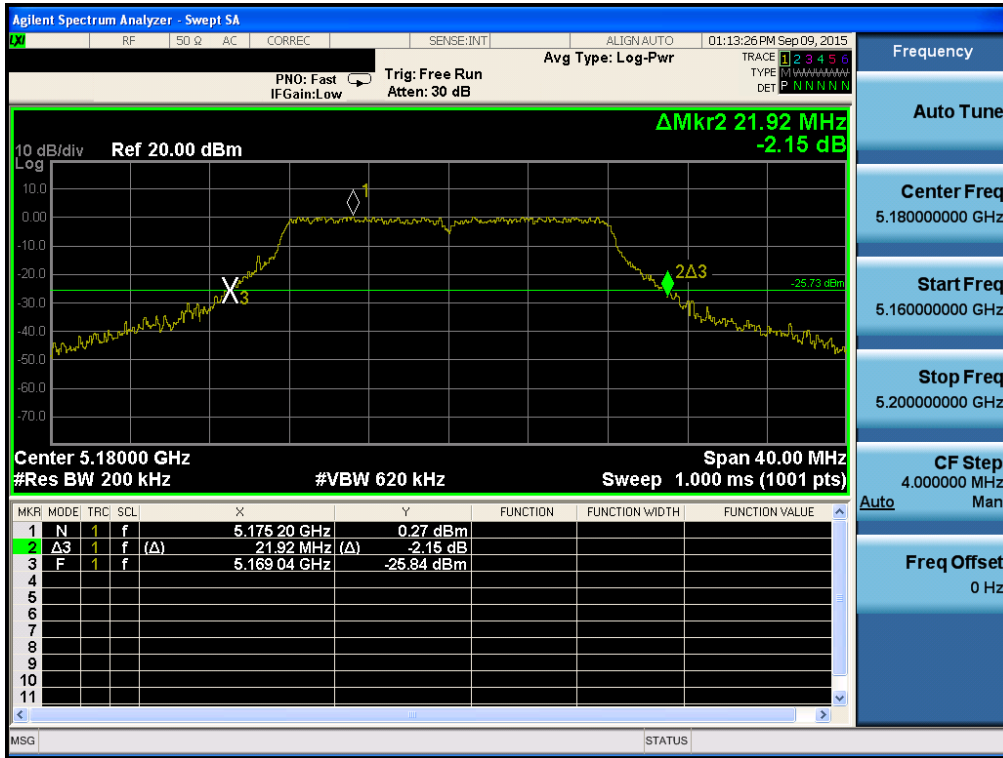 Agilent Spectrum Analyzer - Swept SA
LXI RF 50 Ω AC CORREC SENSE:INT ALIGN AUTO 01:13:26 PM Sep 09, 2015
Avg Type: Log-Pwr
TRACE 1 2 3 4 5 6
TYPE M WWWWW
DET P N N N N N
PNO: Fast
IFGain:Low
Trig: Free Run
Atten: 30 dB
ΔMkr2 21.92 MHz
-2.15 dB
10 dB/div Ref 20.00 dBm
Log
10.0
0.00
-10.0
-20.0
-30.0
-40.0
-50.0
-60.0
-70.0
1
2Δ3
X3
-25.73 dBm
Center 5.18000 GHz Span 40.00 MHz
#Res BW 200 kHz #VBW 620 kHz Sweep 1.000 ms (1001 pts)
MKR MODE TRC SCL X Y FUNCTION FUNCTION WIDTH FUNCTION VALUE
1 N 1 f 5.175 20 GHz 0.27 dBm
2 Δ3 1 f (Δ) 21.92 MHz (Δ) -2.15 dB
3 F 1 f 5.169 04 GHz -25.84 dBm
4
5
6
7
8
9
10
11
MSG STATUS
Frequency
Auto Tune
Center Freq
5.180000000 GHz
Start Freq
5.160000000 GHz
Stop Freq
5.200000000 GHz
CF Step
4.000000 MHz
Auto Man
Freq Offset
0 Hz